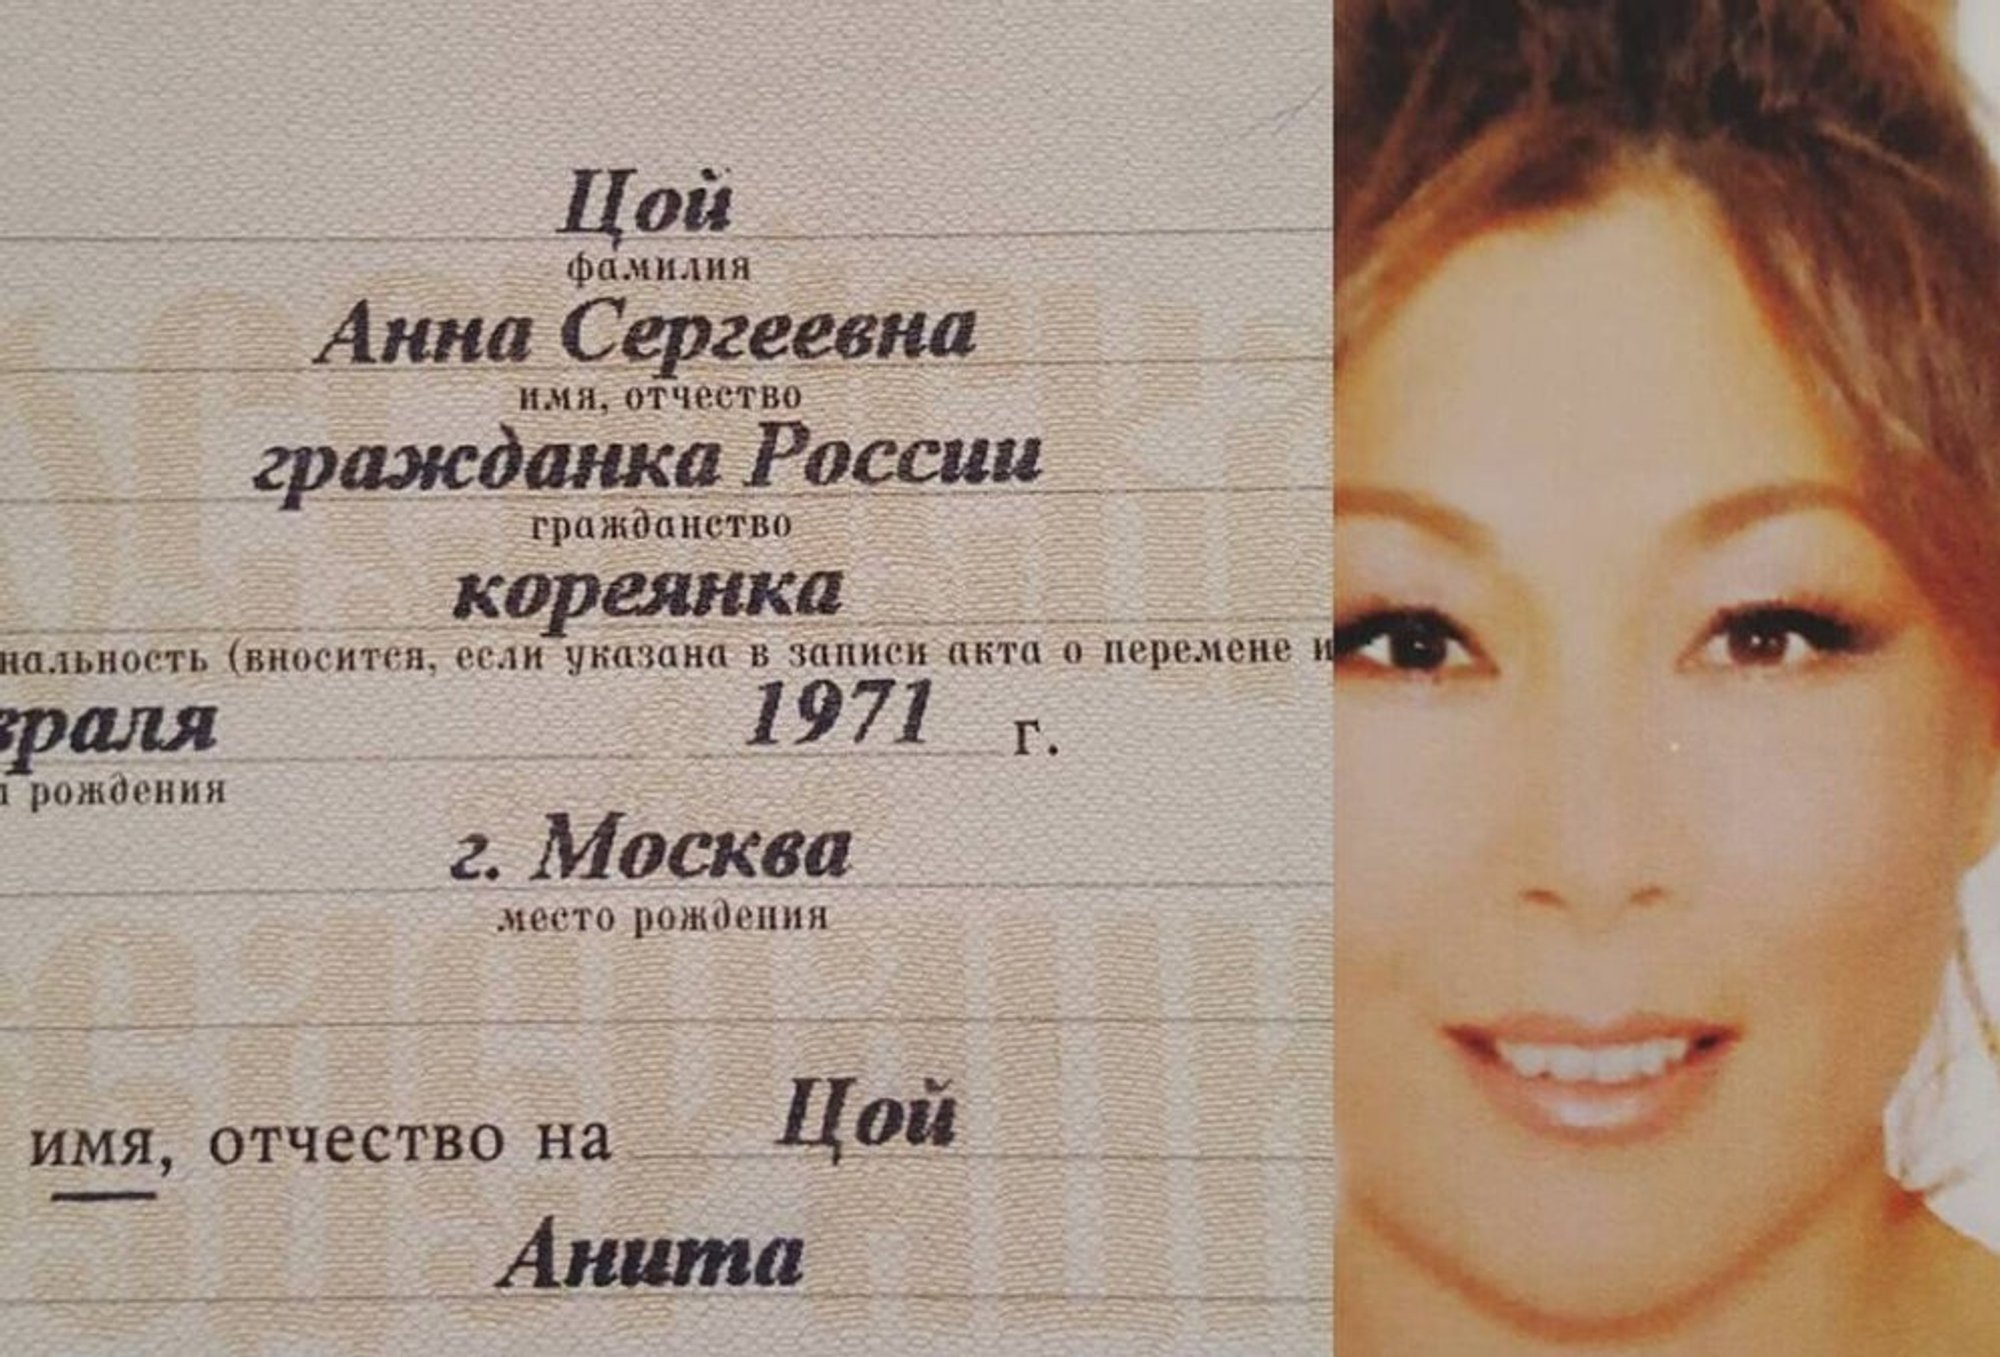 Цой
фамилия
Анна Сергеевна
имя, отчество
гражданка России
гражданство
кореянка
нальность (вносится, если указана в записи акта о перемене и
враля 1971 г.
рождения
г. Москва
место рождения
имя, отчество на Цой
Анита